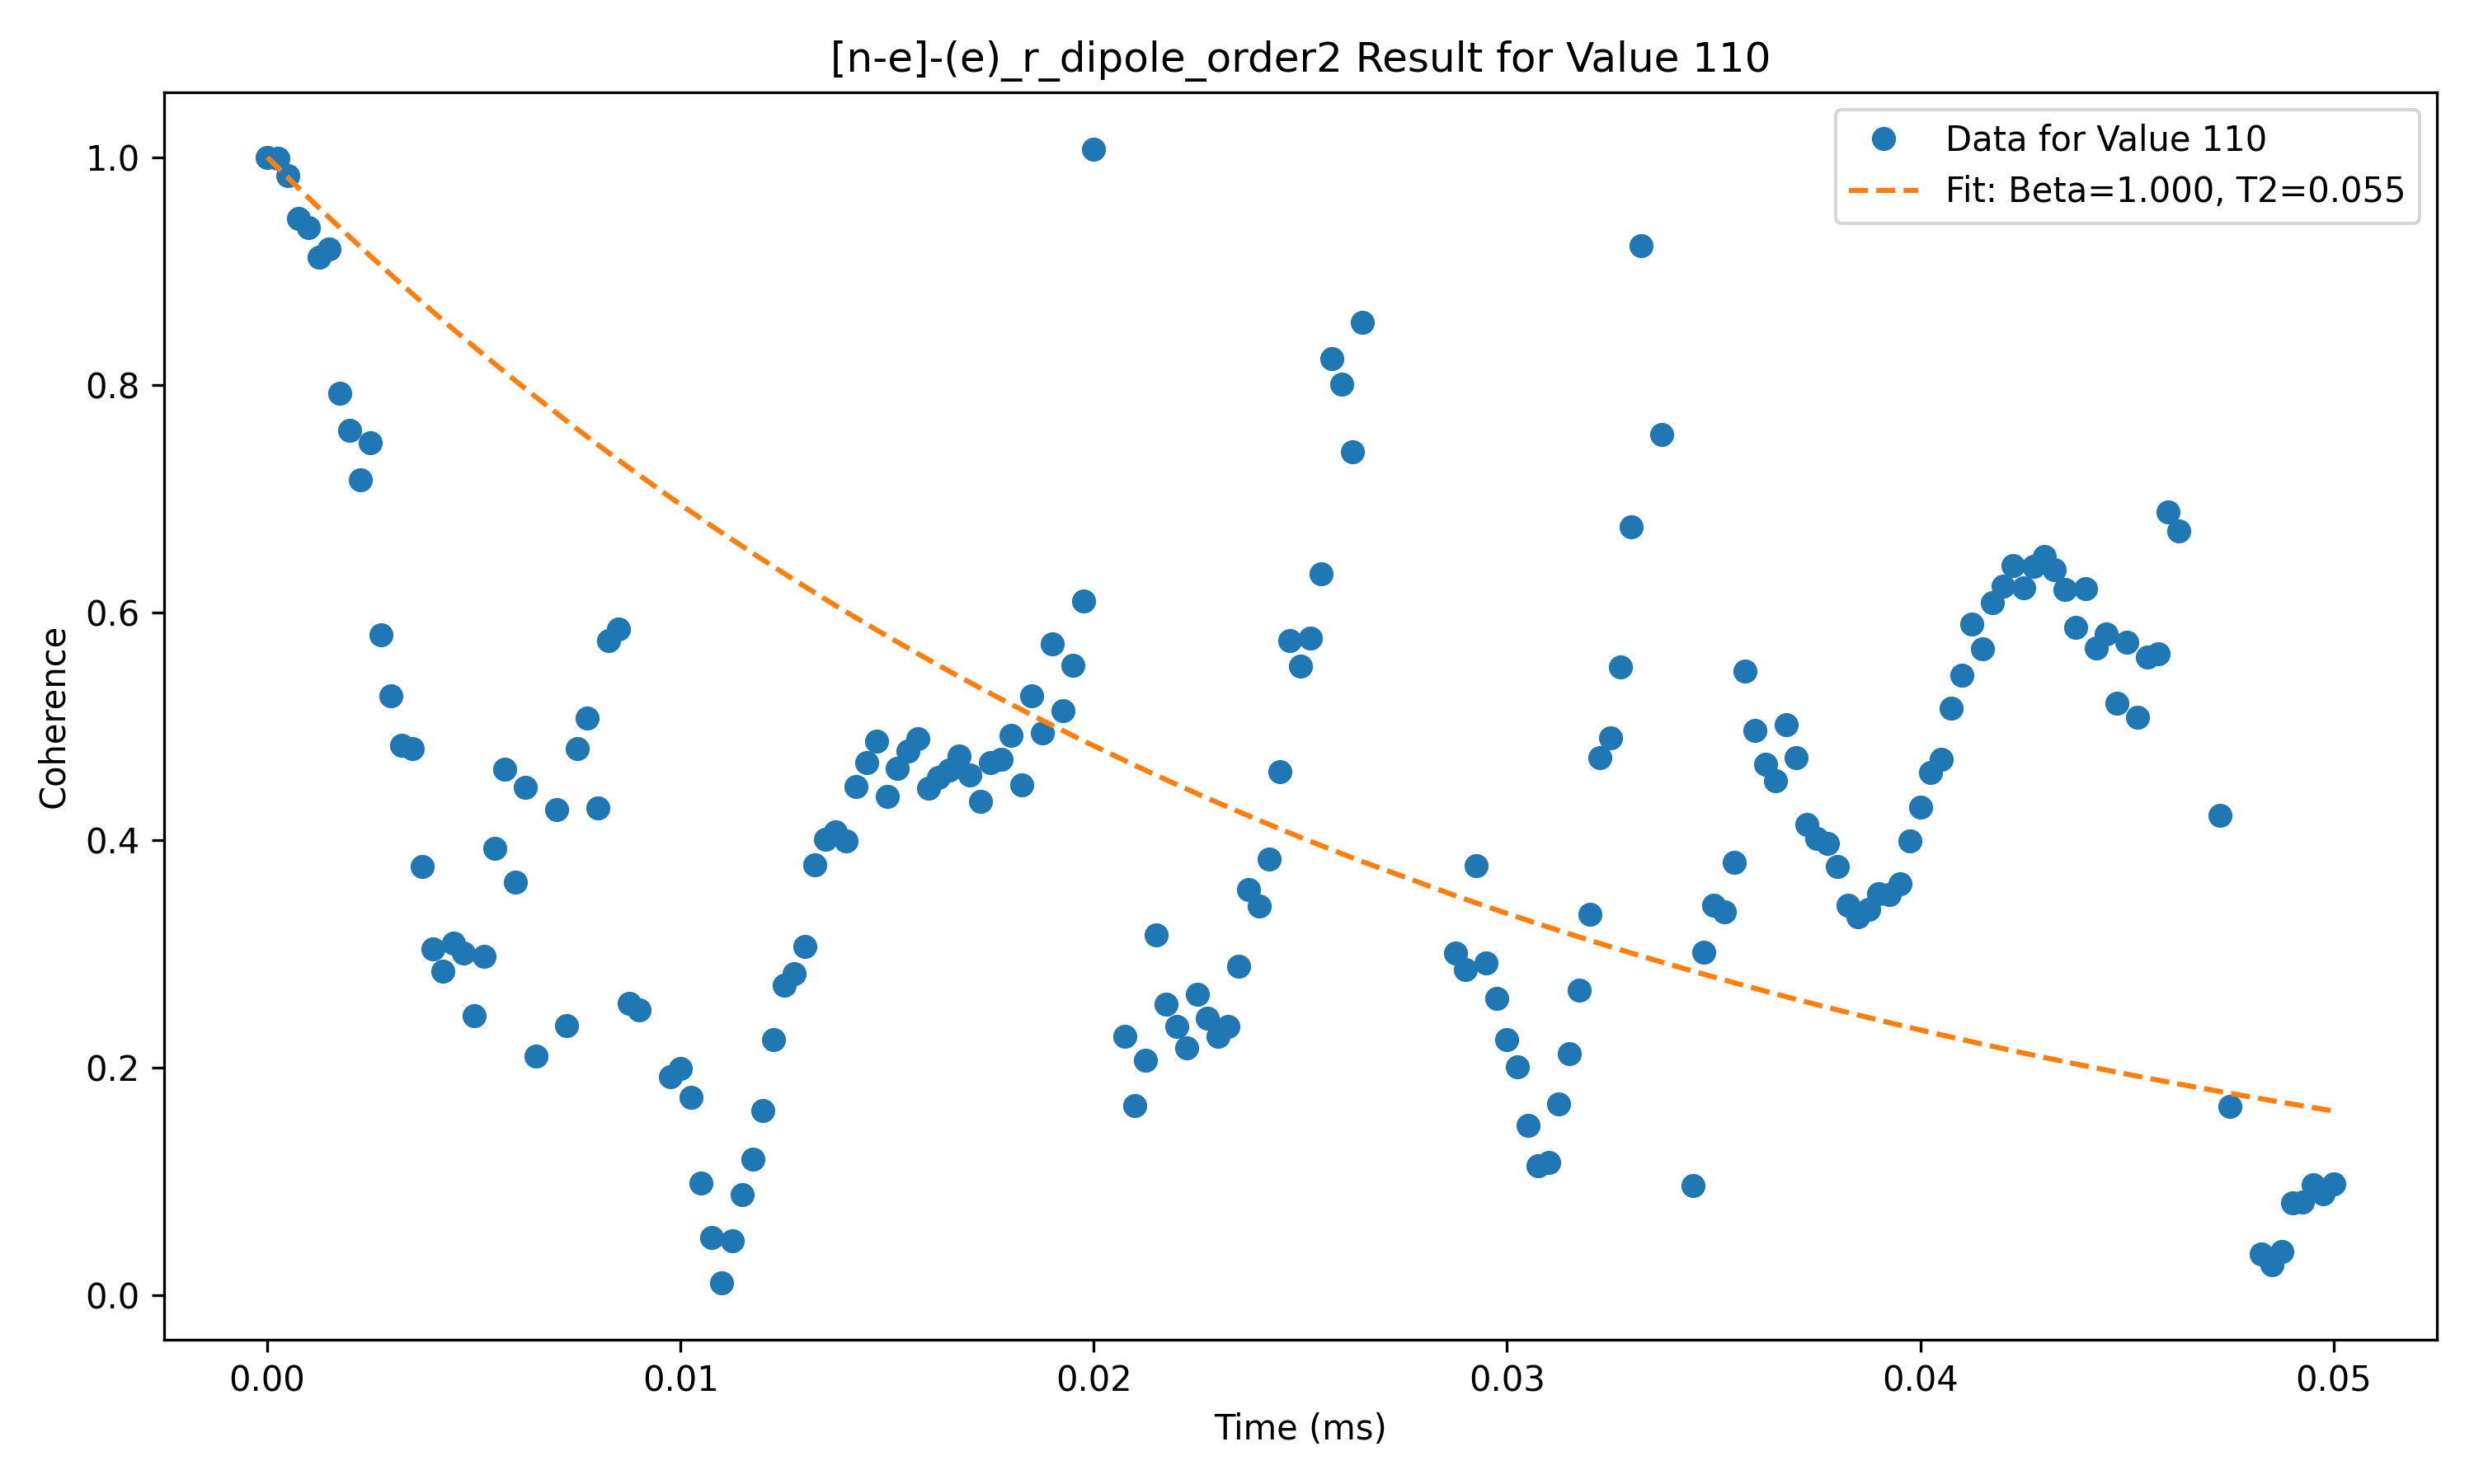 [n-e]-(e)_r_dipole_order2 Result for Value 110
Data for Value 110
Fit: Beta=1.000, T2=0.055
Coherence
1.0
0.8
0.6
0.4
0.2
0.0
0.00 0.01 0.02 0.03 0.04 0.05
Time (ms)